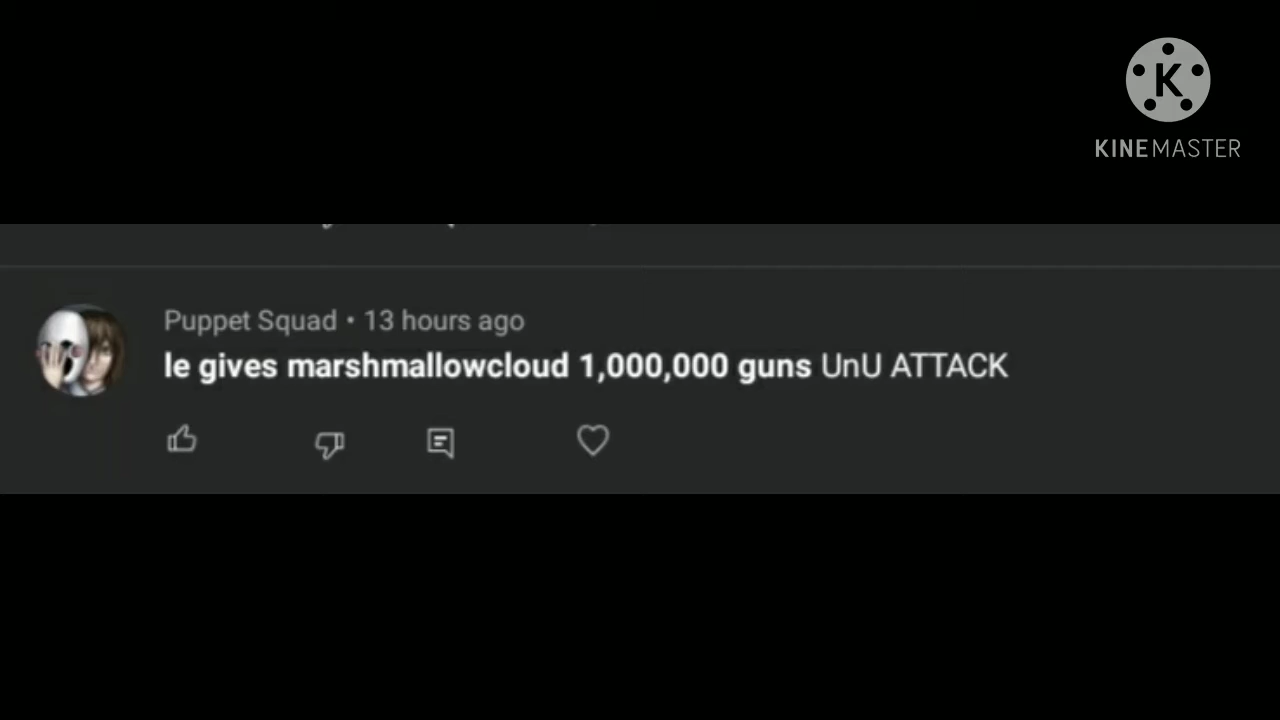 K
KINEMASTER
Puppet Squad • 13 hours ago
le gives marshmallowcloud 1,000,000 guns UnU ATTACK